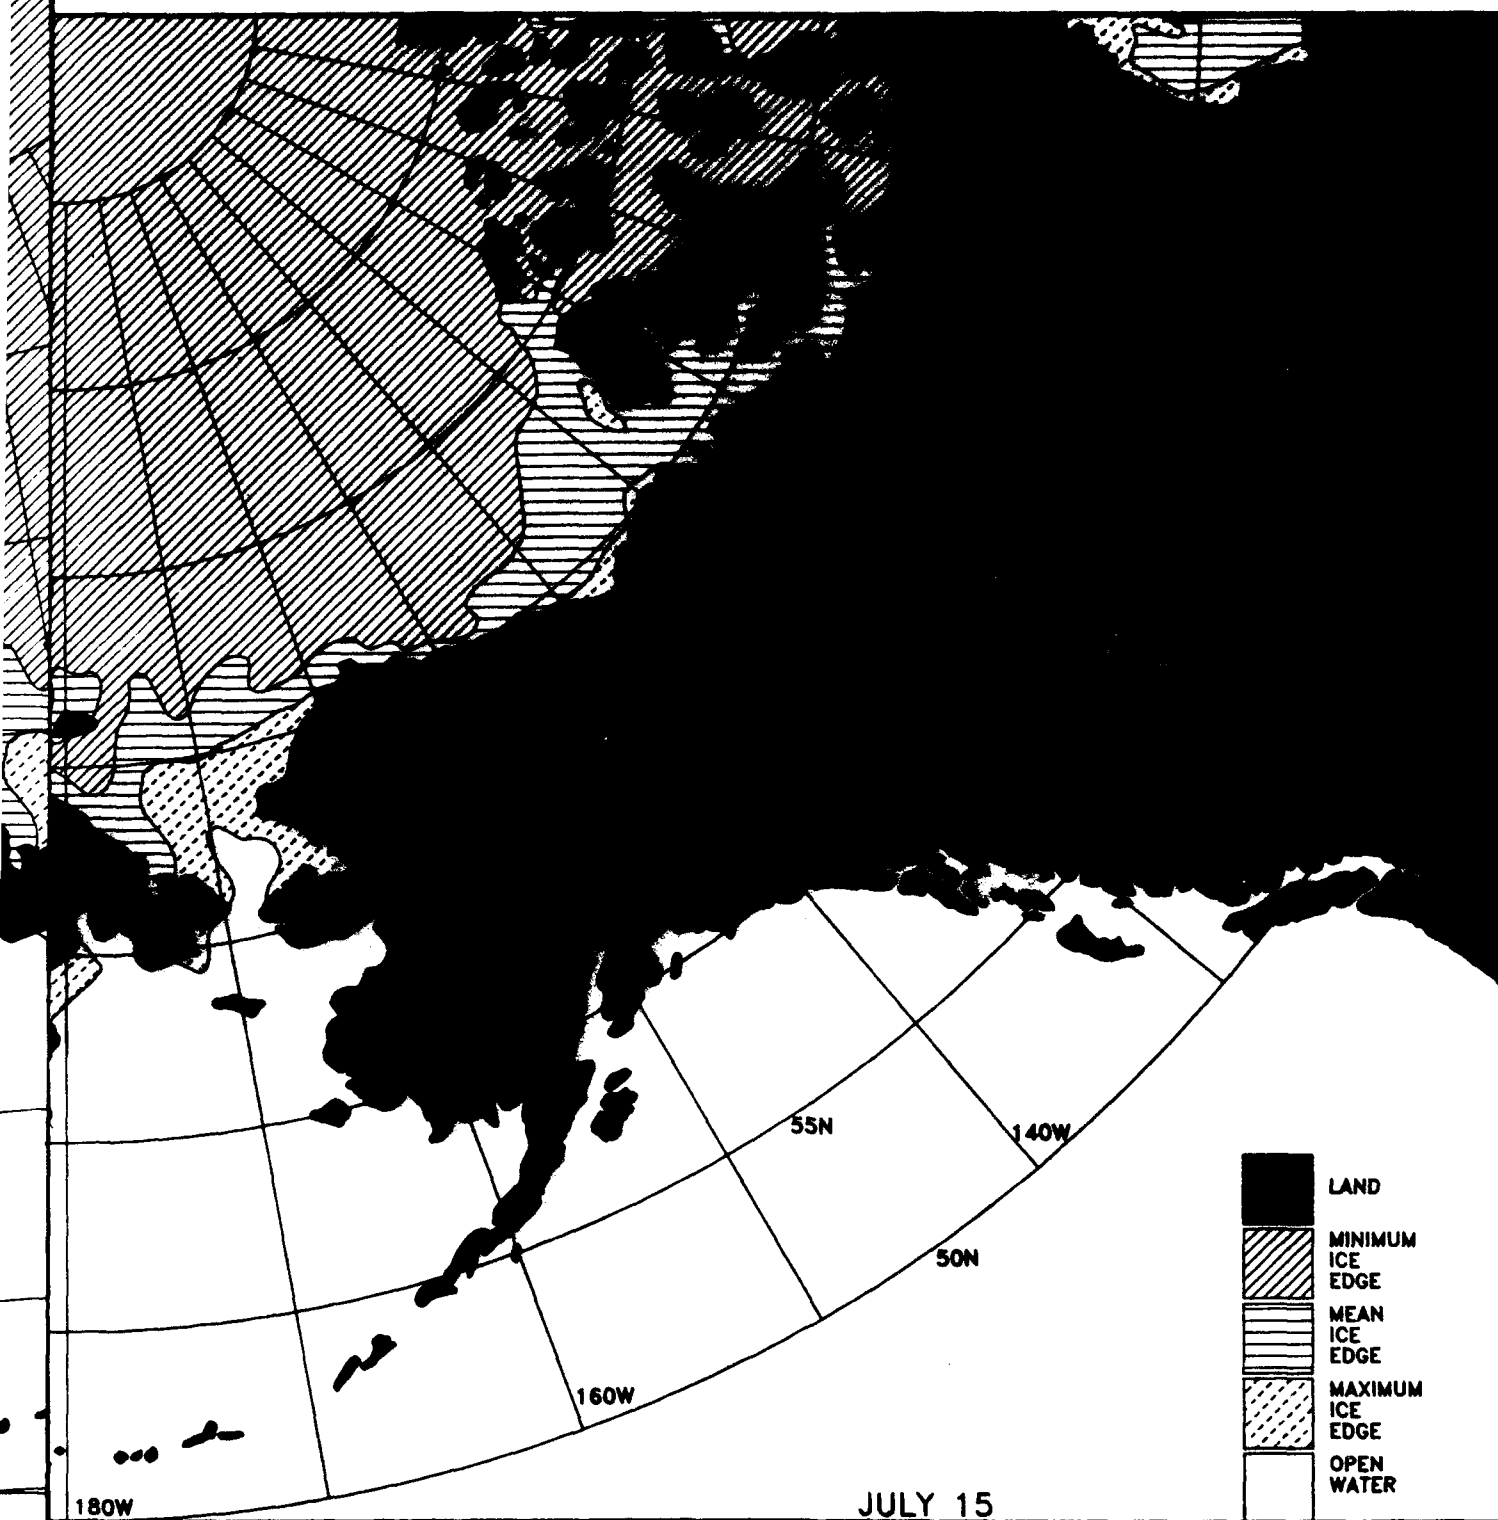 55N
140W
50N
160W
180W
JULY 15
LAND
MINIMUM
ICE
EDGE
MEAN
ICE
EDGE
MAXIMUM
ICE
EDGE
OPEN
WATER